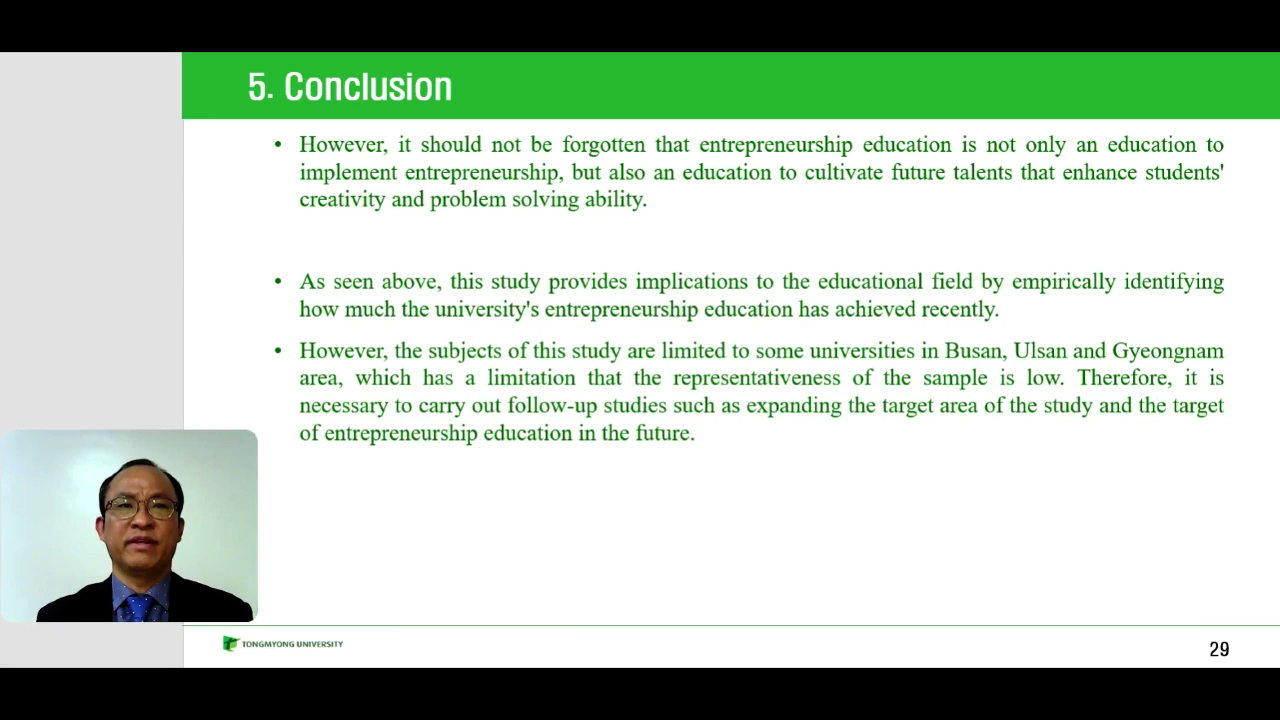 5. Conclusion
• However, it should not be forgotten that entrepreneurship education is not only an education to
implement entrepreneurship, but also an education to cultivate future talents that enhance students'
creativity and problem solving ability.
• As seen above, this study provides implications to the educational field by empirically identifying
how much the university's entrepreneurship education has achieved recently.
• However, the subjects of this study are limited to some universities in Busan, Ulsan and Gyeongnam
area, which has a limitation that the representativeness of the sample is low. Therefore, it is
necessary to carry out follow-up studies such as expanding the target area of the study and the target
of entrepreneurship education in the future.
TONGMYONG UNIVERSITY
29